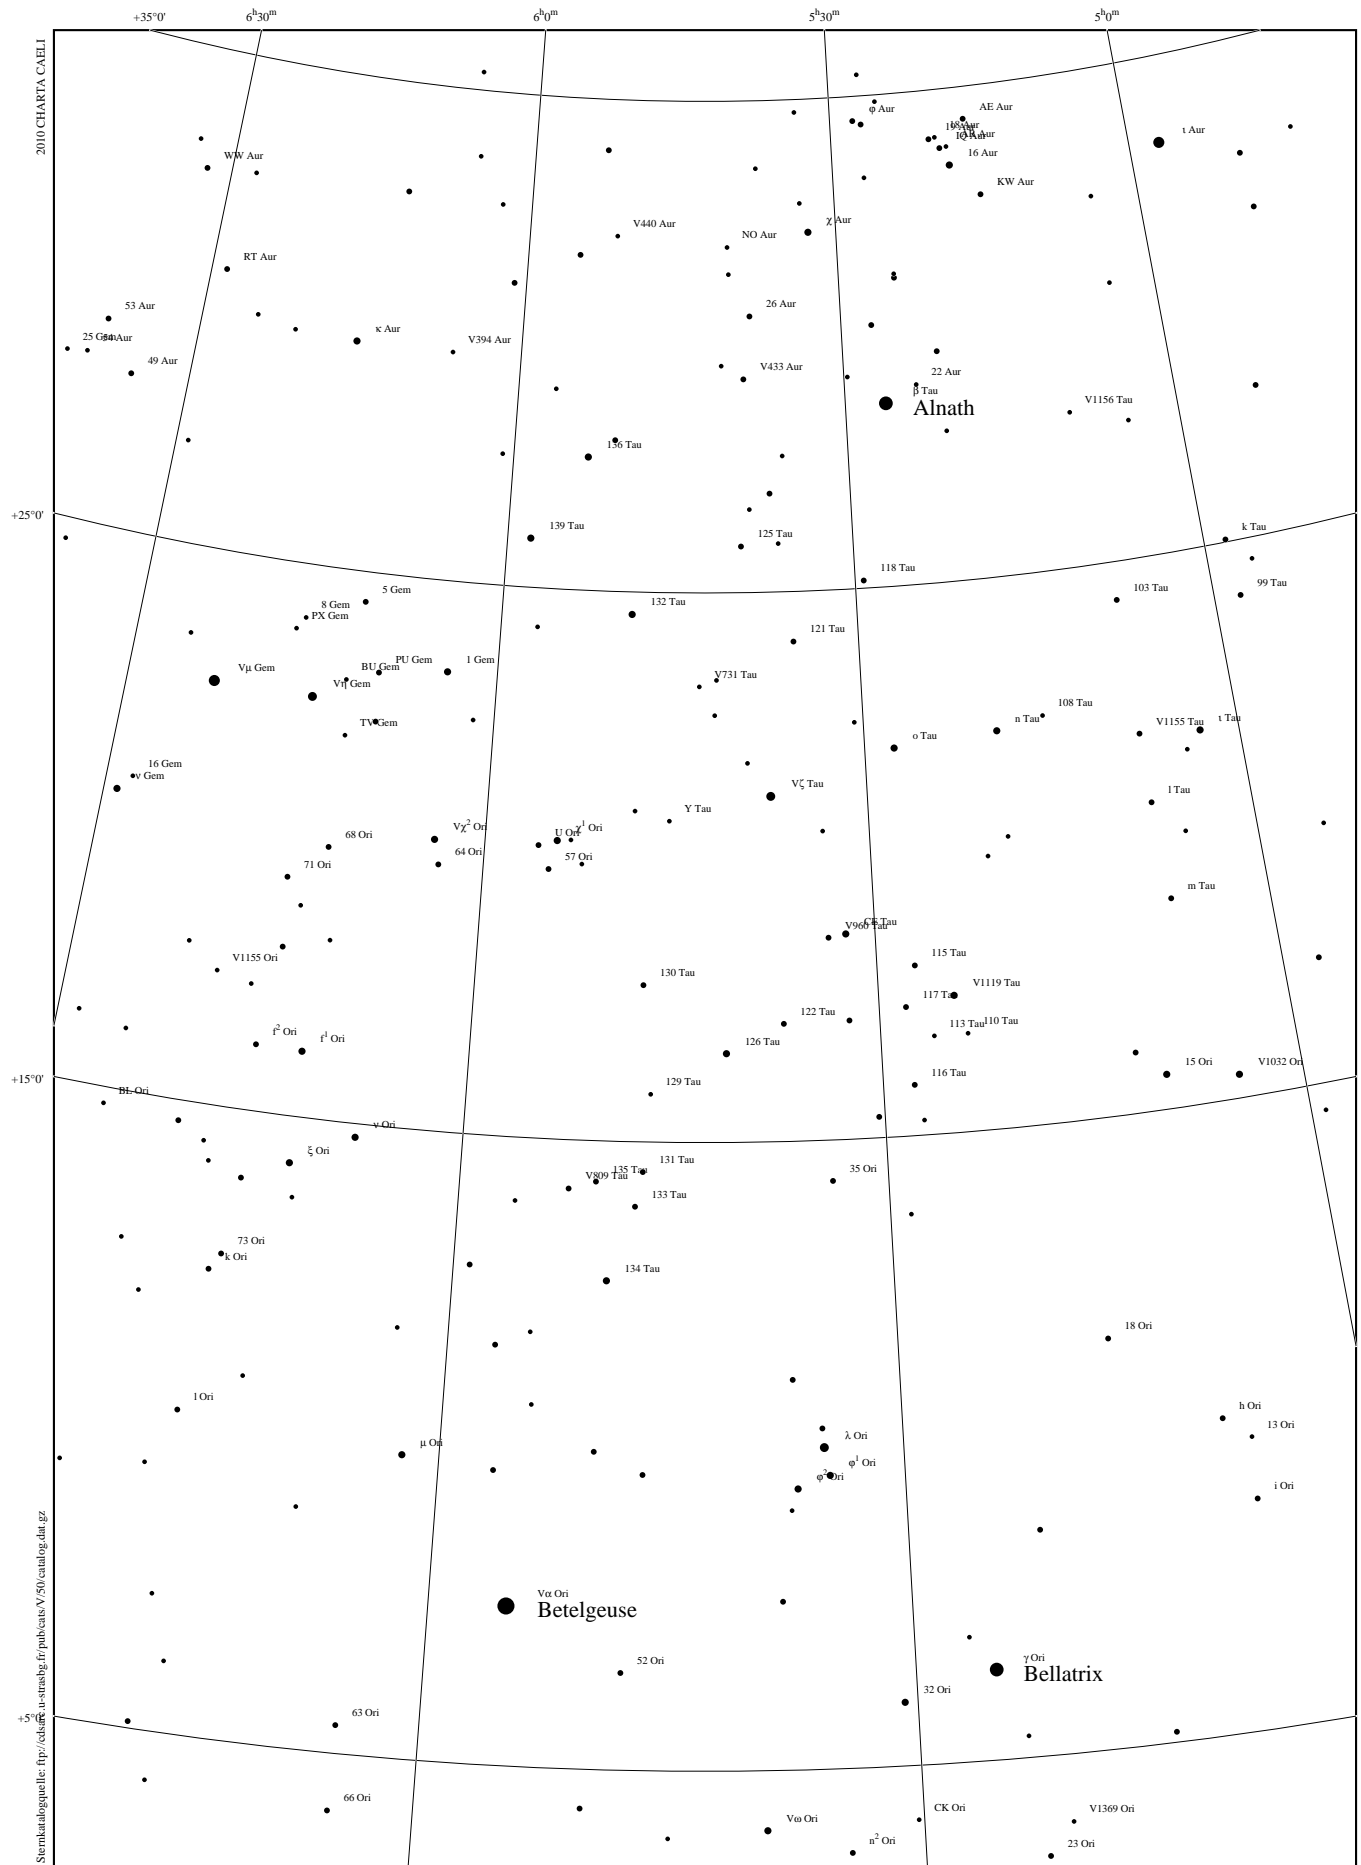 +35°0'
6ʰ30ᵐ
6ʰ0ᵐ
5ʰ30ᵐ
5ʰ0ᵐ
2010 CHARTA CAELI
φ Aur
AE Aur
ι Aur
WW Aur
IQ Aur
16 Aur
KW Aur
χ Aur
V440 Aur
NO Aur
RT Aur
53 Aur
26 Aur
κ Aur
V394 Aur
25 Gem
54 Aur
49 Aur
V433 Aur
22 Aur
β Tau
Alnath
V1156 Tau
136 Tau
+25°0'
139 Tau
125 Tau
k Tau
118 Tau
99 Tau
103 Tau
5 Gem
8 Gem
PX Gem
132 Tau
121 Tau
Vμ Gem
BU Gem
PU Gem
1 Gem
Vη Gem
V731 Tau
TV Gem
108 Tau
n Tau
V1155 Tau
ι Tau
ο Tau
16 Gem
ν Gem
Vζ Tau
l Tau
Y Tau
68 Ori
Vχ² Ori
U Ori
χ¹ Ori
64 Ori
57 Ori
71 Ori
m Tau
CE Tau
V960 Tau
V1155 Ori
115 Tau
130 Tau
V1119 Tau
117 Tau
122 Tau
113 Tau
110 Tau
f² Ori
f¹ Ori
126 Tau
15 Ori
V1032 Ori
+15°0'
129 Tau
116 Tau
BL Ori
ν Ori
ξ Ori
131 Tau
135 Tau
V809 Tau
35 Ori
133 Tau
73 Ori
k Ori
134 Tau
18 Ori
l Ori
h Ori
13 Ori
μ Ori
λ Ori
φ¹ Ori
φ² Ori
i Ori
Vα Ori
Betelgeuse
52 Ori
γ Ori
Bellatrix
32 Ori
+5°0'
63 Ori
66 Ori
Vω Ori
CK Ori
V1369 Ori
n² Ori
23 Ori
Sternkatalogquelle: ftp://cdsarc.u-strasbg.fr/pub/cats/V/50/catalog.dat.gz